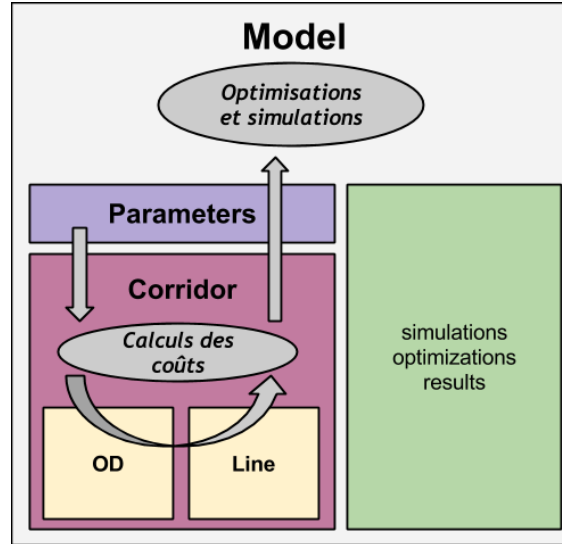 Model
Optimisations
et simulations
Parameters
Corridor
Calculs des
coûts
OD
Line
simulations
optimizations
results